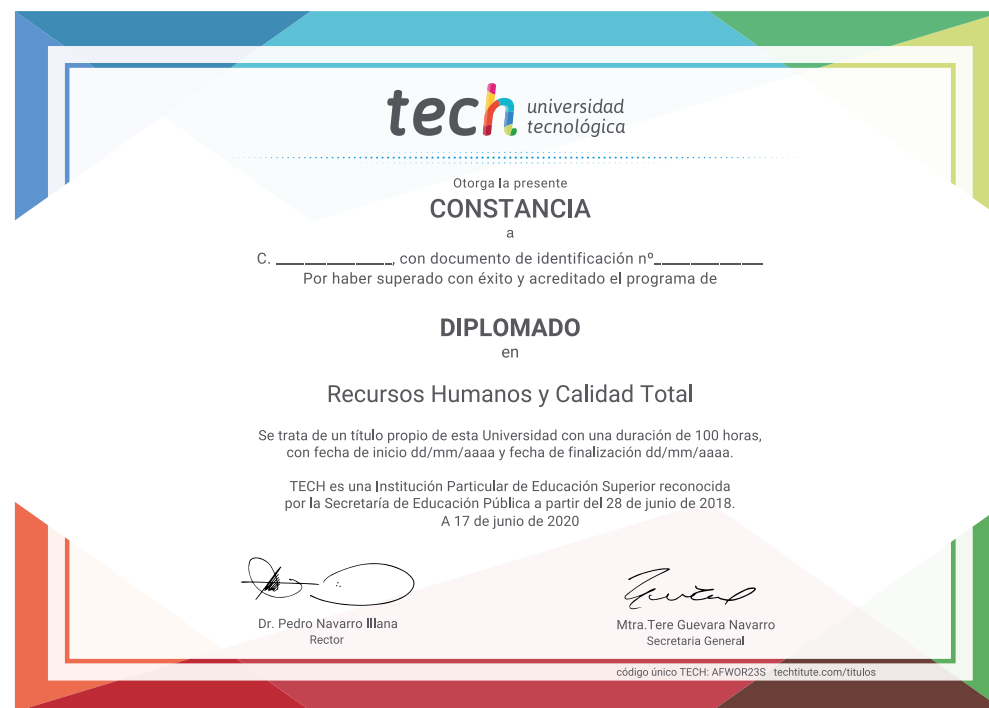 tech universidad
tecnológica
Otorga la presente
CONSTANCIA
a
C. ______________, con documento de identificación nº_____________
Por haber superado con éxito y acreditado el programa de
DIPLOMADO
en
Recursos Humanos y Calidad Total
Se trata de un título propio de esta Universidad con una duración de 100 horas,
con fecha de inicio dd/mm/aaaa y fecha de finalización dd/mm/aaaa.
TECH es una Institución Particular de Educación Superior reconocida
por la Secretaría de Educación Pública a partir del 28 de junio de 2018.
A 17 de junio de 2020
Dr. Pedro Navarro Illana
Rector
Mtra.Tere Guevara Navarro
Secretaria General
código único TECH: AFWOR23S techtitute.com/titulos